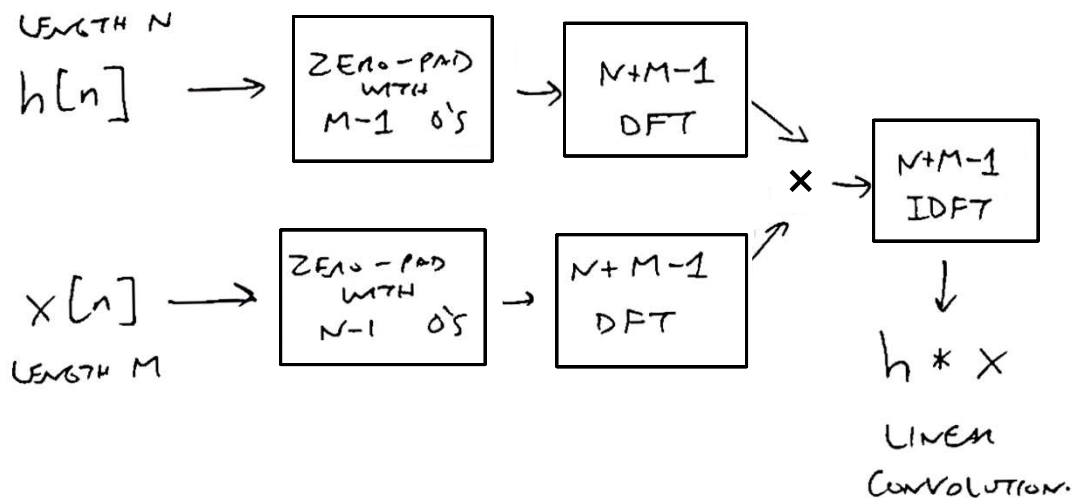 LENGTH N
h[n]
ZERO-PAD
WITH
M-1 0'S
N+M-1
DFT
×
N+M-1
IDFT
x[n]
LENGTH M
ZERO-PAD
WITH
N-1 0'S
N+M-1
DFT
h * x
LINEAR
CONVOLUTION.